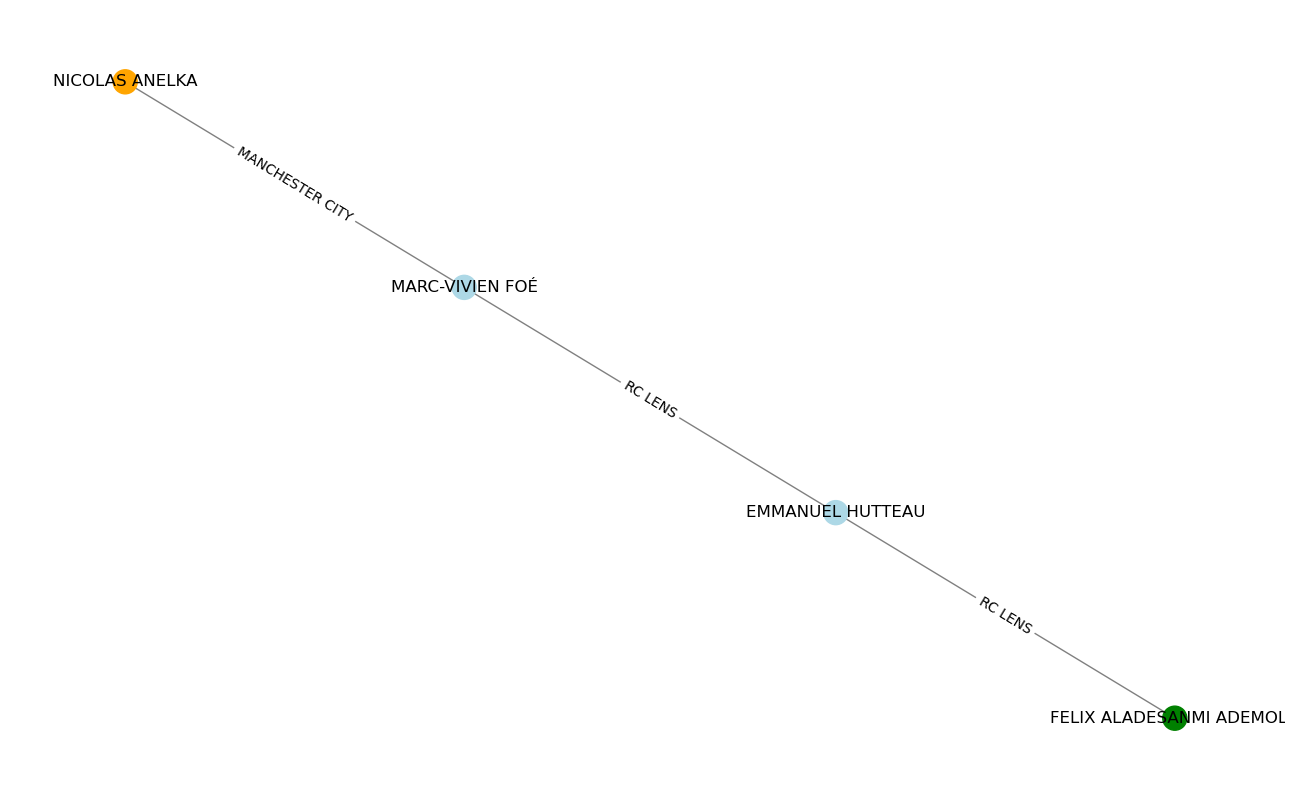 NICOLAS ANELKA
MANCHESTER CITY
MARC-VIVIEN FOÉ
RC LENS
EMMANUEL HUTTEAU
RC LENS
FELIX ALADESANMI ADEMOL